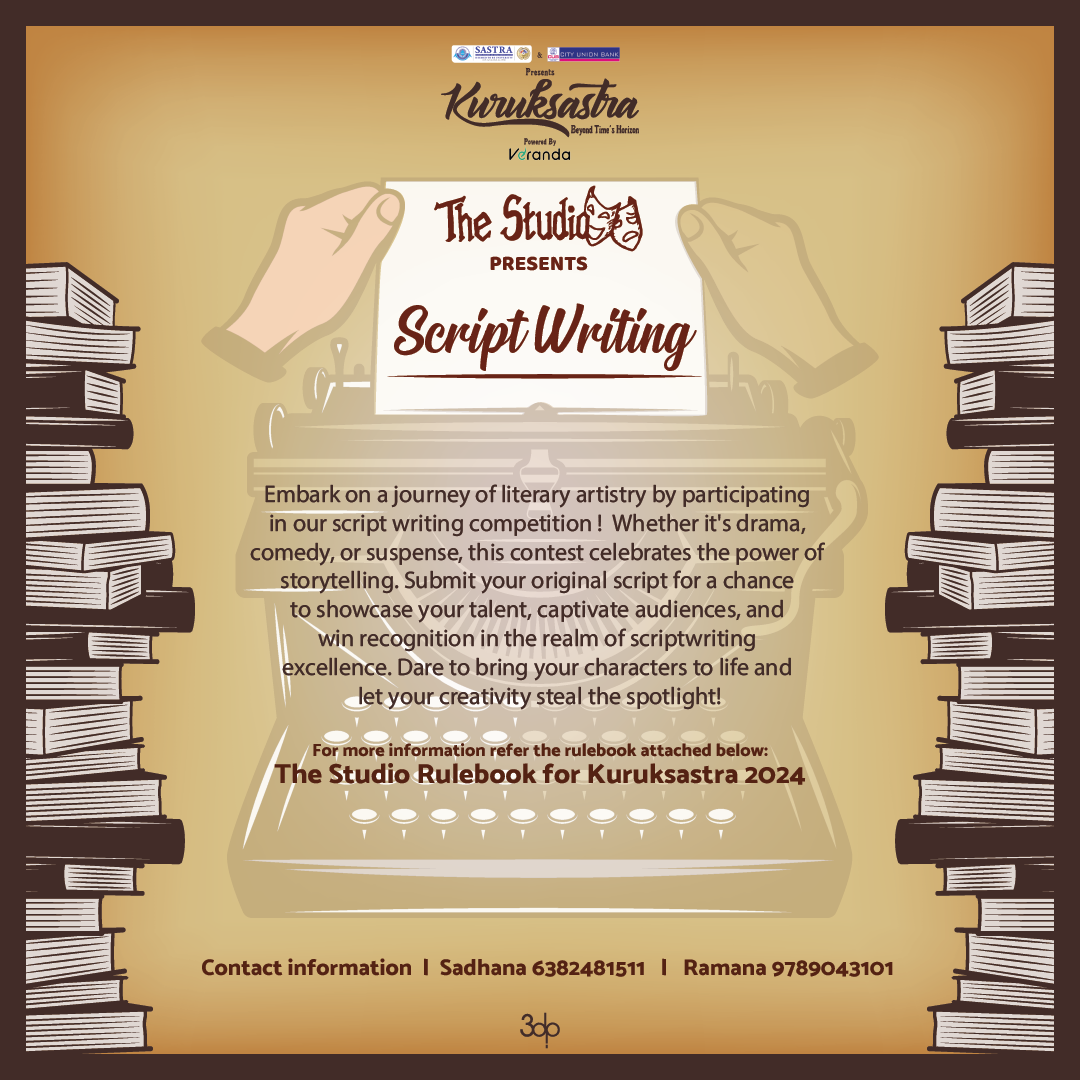 SASTRA & CITY UNION BANK
Presents
Kuruksastra
Beyond Time's Horizon
Powered By
Veranda
The Studio
PRESENTS
Script Writing
Embark on a journey of literary artistry by participating
in our script writing competition ! Whether it's drama,
comedy, or suspense, this contest celebrates the power of
storytelling. Submit your original script for a chance
to showcase your talent, captivate audiences, and
win recognition in the realm of scriptwriting
excellence. Dare to bring your characters to life and
let your creativity steal the spotlight!
For more information refer the rulebook attached below:
The Studio Rulebook for Kuruksastra 2024
Contact information | Sadhana 6382481511 | Ramana 9789043101
3dp